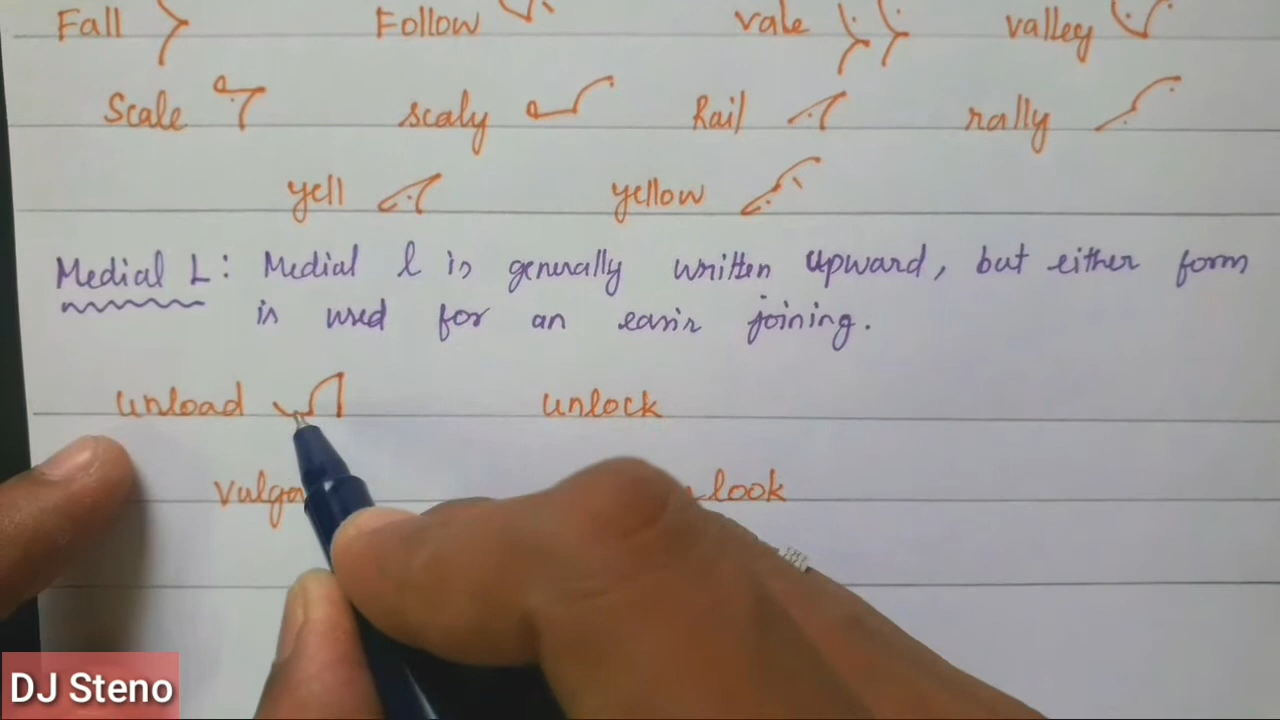 Fall Follow vale valley
Scale scaly Rail rally
yell yellow
Medial L: Medial l is generally written upward, but either form
is used for an easier joining.
unload unlock
look
DJ Steno